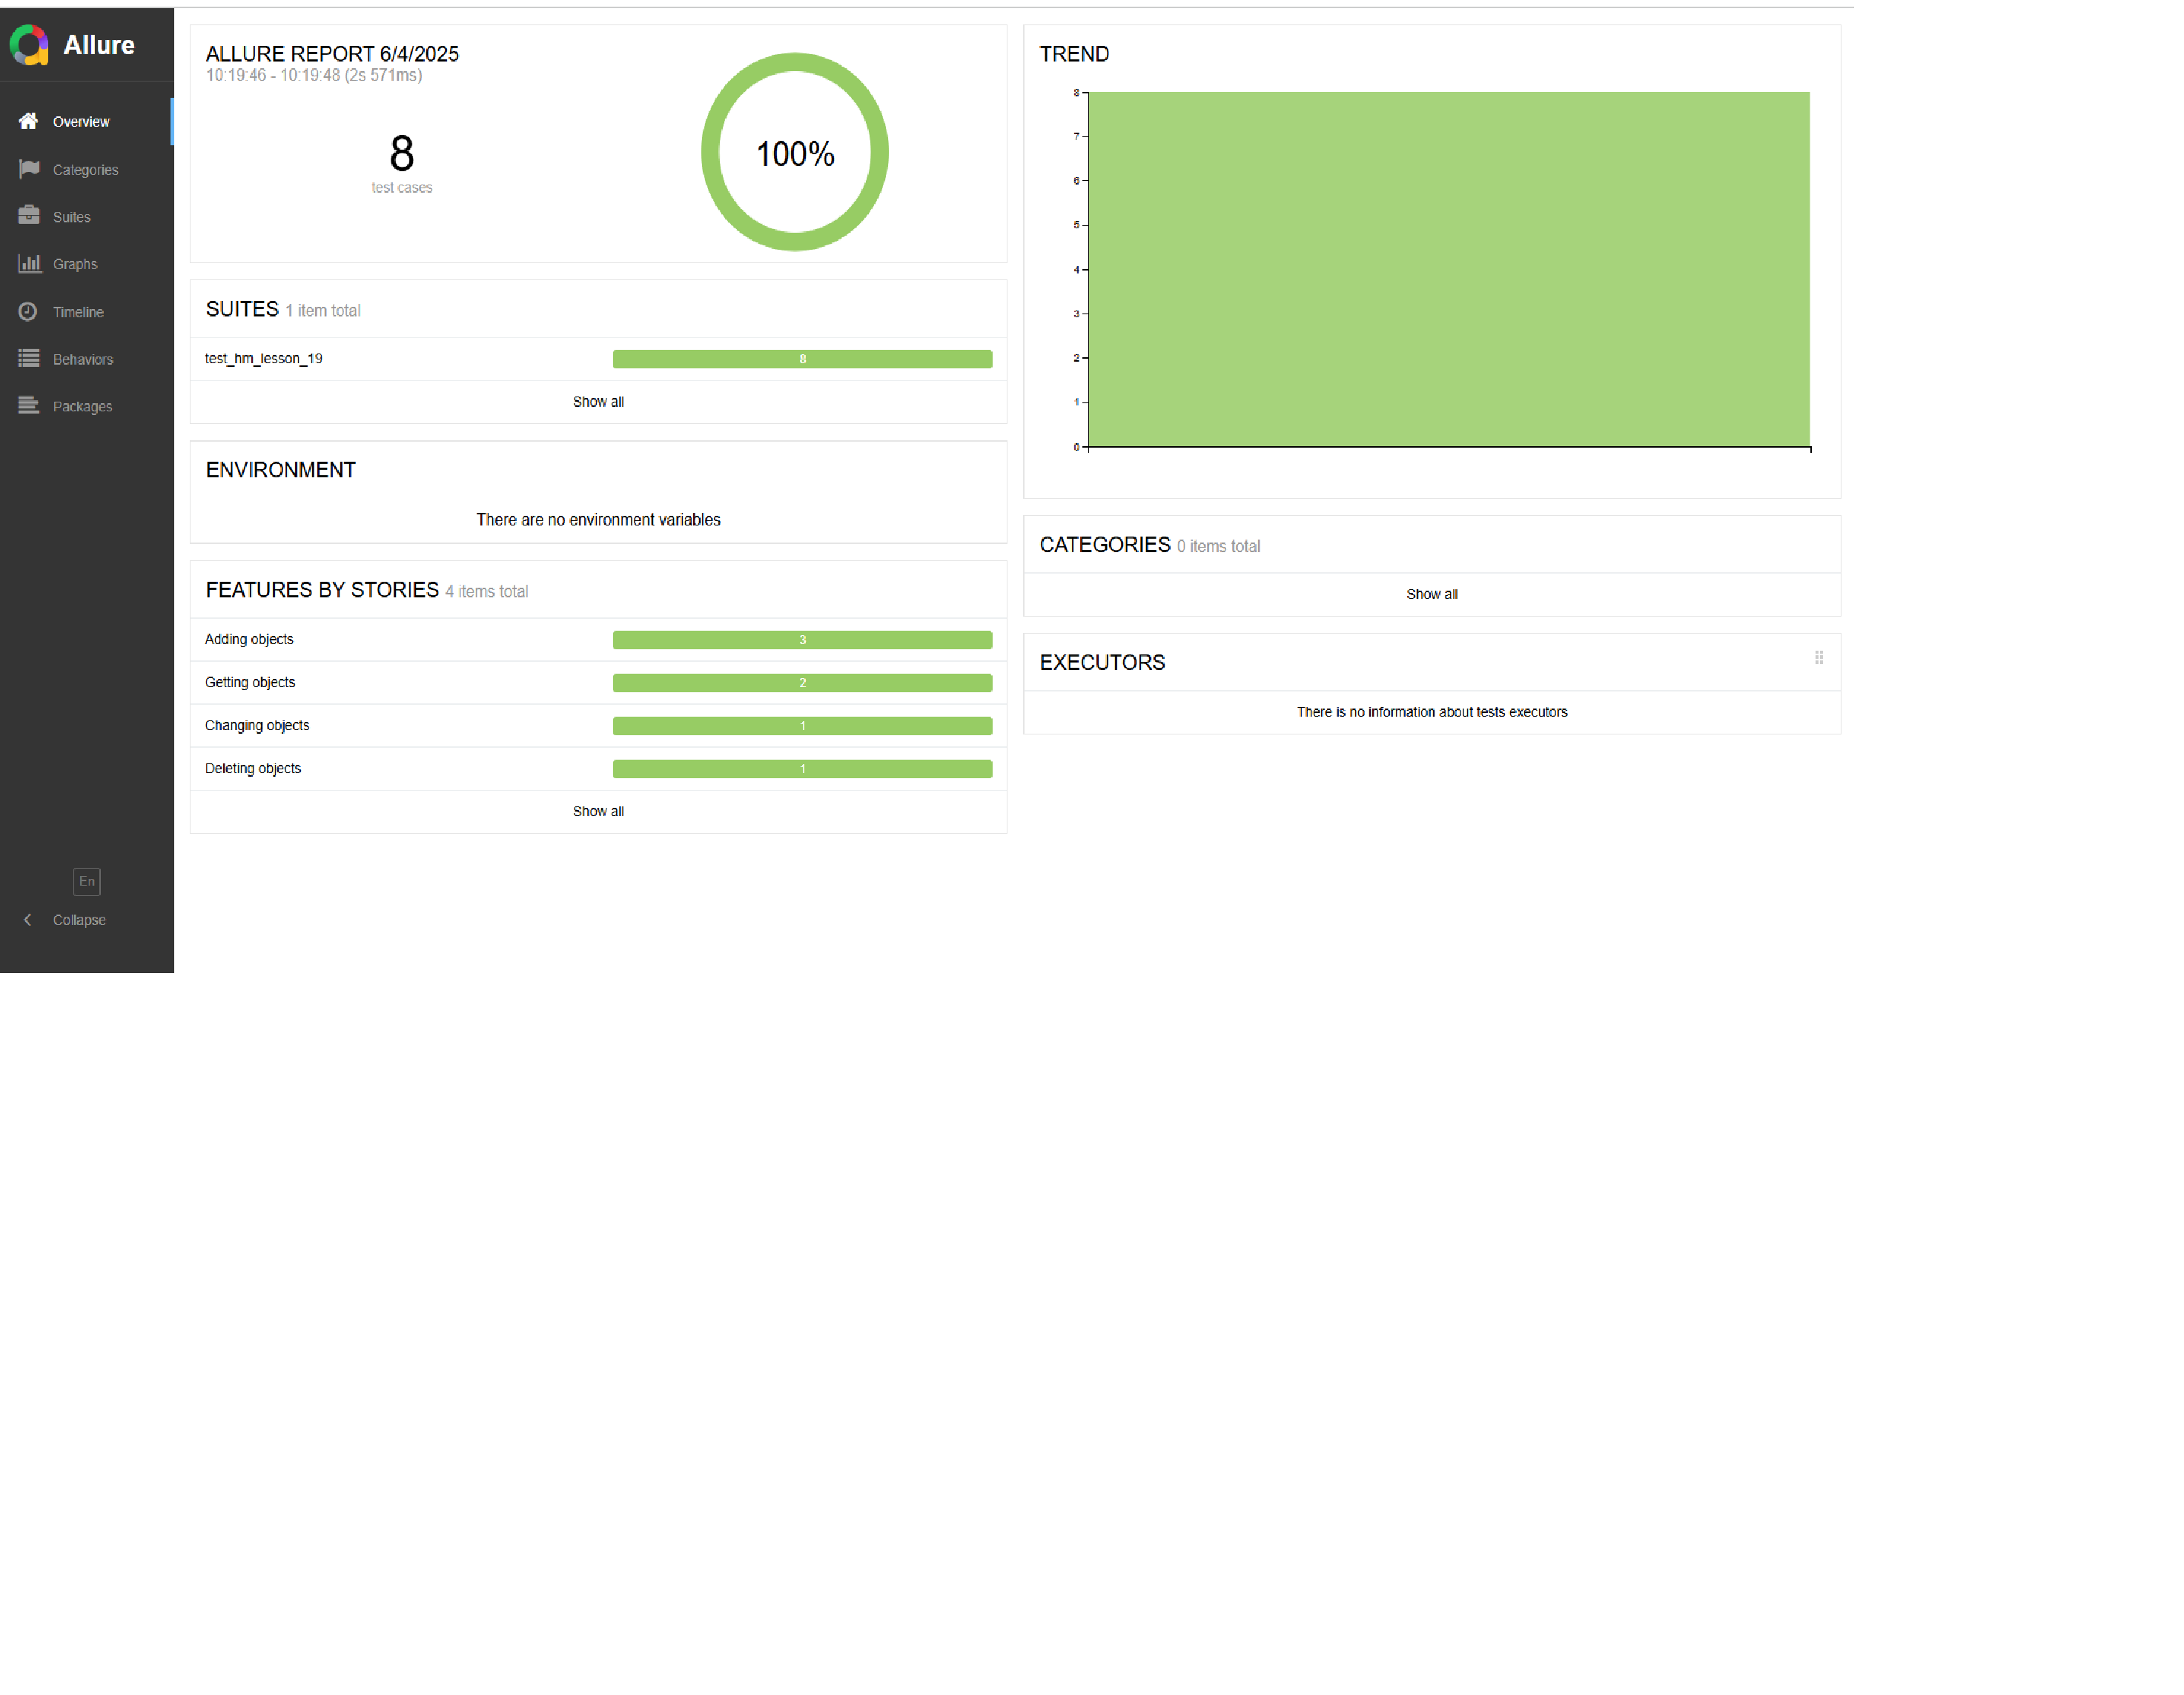 Allure
Overview
Categories
Suites
Graphs
Timeline
Behaviors
Packages
En
Collapse
ALLURE REPORT 6/4/2025
10:19:46 - 10:19:48 (2s 571ms)
8
test cases
100%
SUITES 1 item total
test_hm_lesson_19 8
Show all
ENVIRONMENT
There are no environment variables
FEATURES BY STORIES 4 items total
Adding objects 3
Getting objects 2
Changing objects 1
Deleting objects 1
Show all
TREND
8
7
6
5
4
3
2
1
0
CATEGORIES 0 items total
Show all
EXECUTORS
There is no information about tests executors